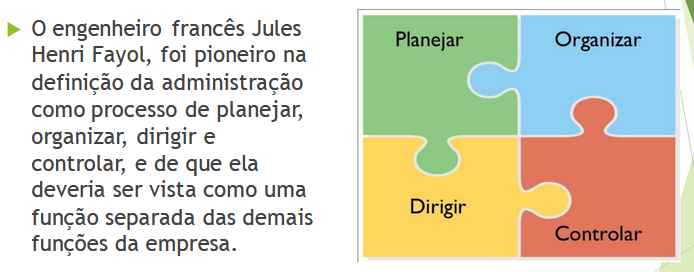 O engenheiro francês Jules
Henri Fayol, foi pioneiro na
definição da administração
como processo de planejar,
organizar, dirigir e
controlar, e de que ela
deveria ser vista como uma
função separada das demais
funções da empresa.
Planejar
Organizar
Dirigir
Controlar